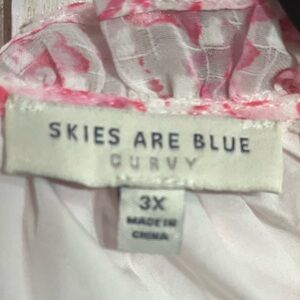 SKIES ARE BLUE
CURVY
3X
MADE IN
CHINA